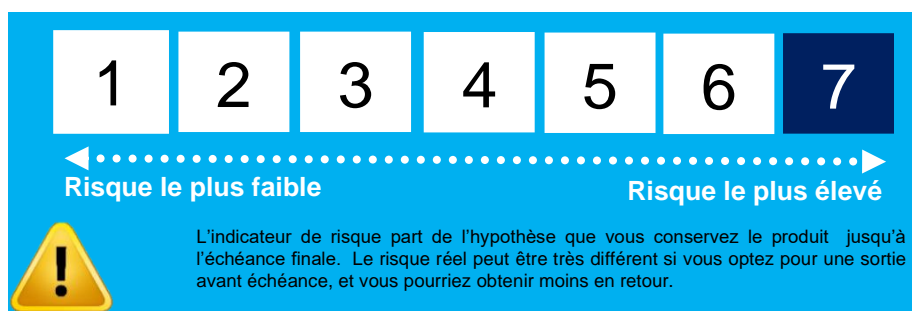 1 2 3 4 5 6 7
Risque le plus faible Risque le plus élevé
L'indicateur de risque part de l'hypothèse que vous conservez le produit jusqu'à
l'échéance finale. Le risque réel peut être très différent si vous optez pour une sortie
avant échéance, et vous pourriez obtenir moins en retour.